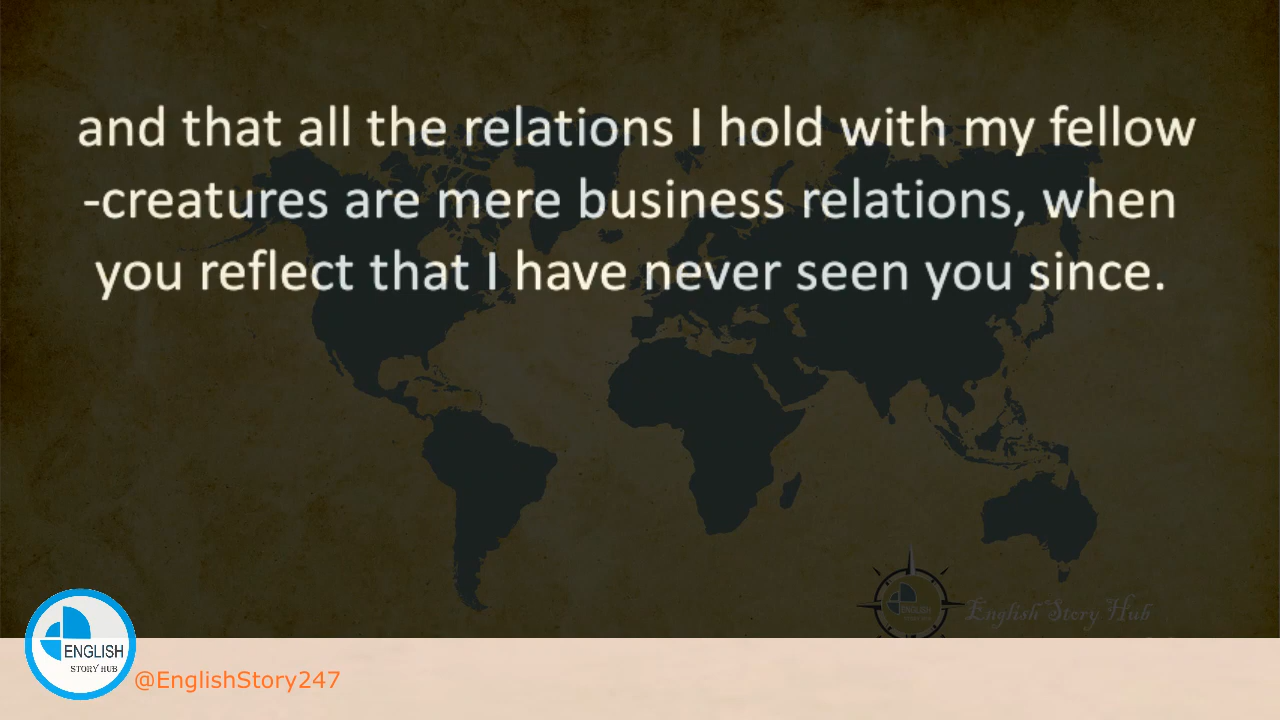 and that all the relations I hold with my fellow
-creatures are mere business relations, when
you reflect that I have never seen you since.
English Story Hub
ENGLISH
STORY HUB
@EnglishStory247